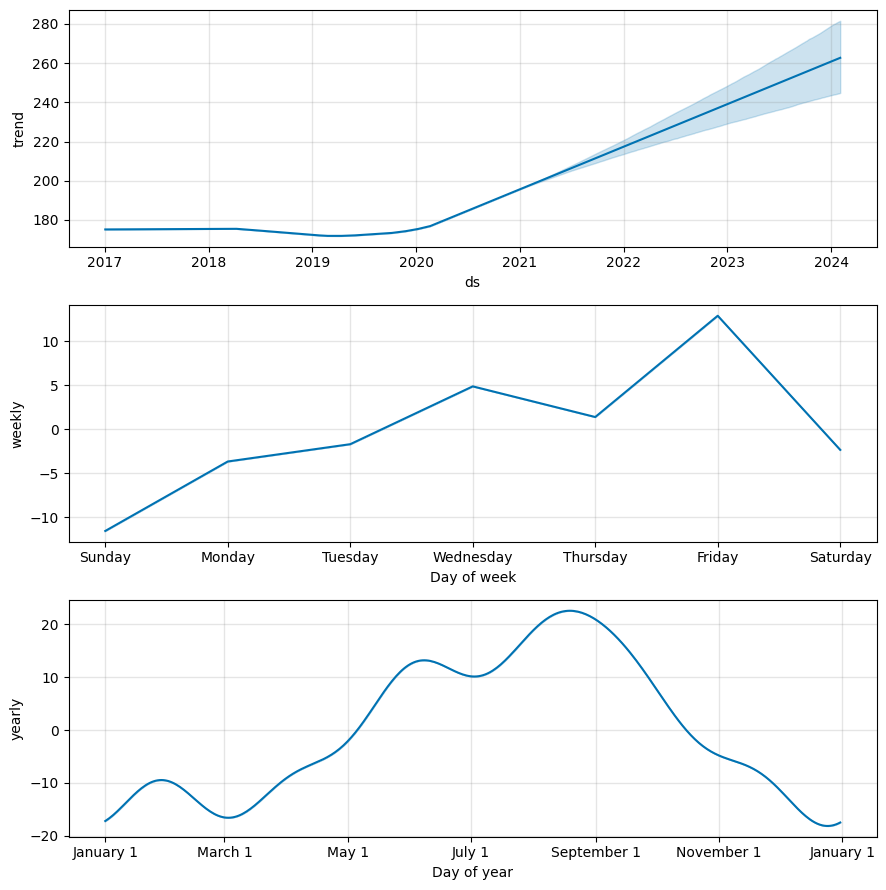 280
260
240
220
200
180
trend
2017 2018 2019 2020 2021 2022 2023 2024
ds
10
5
0
−5
−10
weekly
Sunday Monday Tuesday Wednesday Thursday Friday Saturday
Day of week
20
10
0
−10
−20
yearly
January 1 March 1 May 1 July 1 September 1 November 1 January 1
Day of year